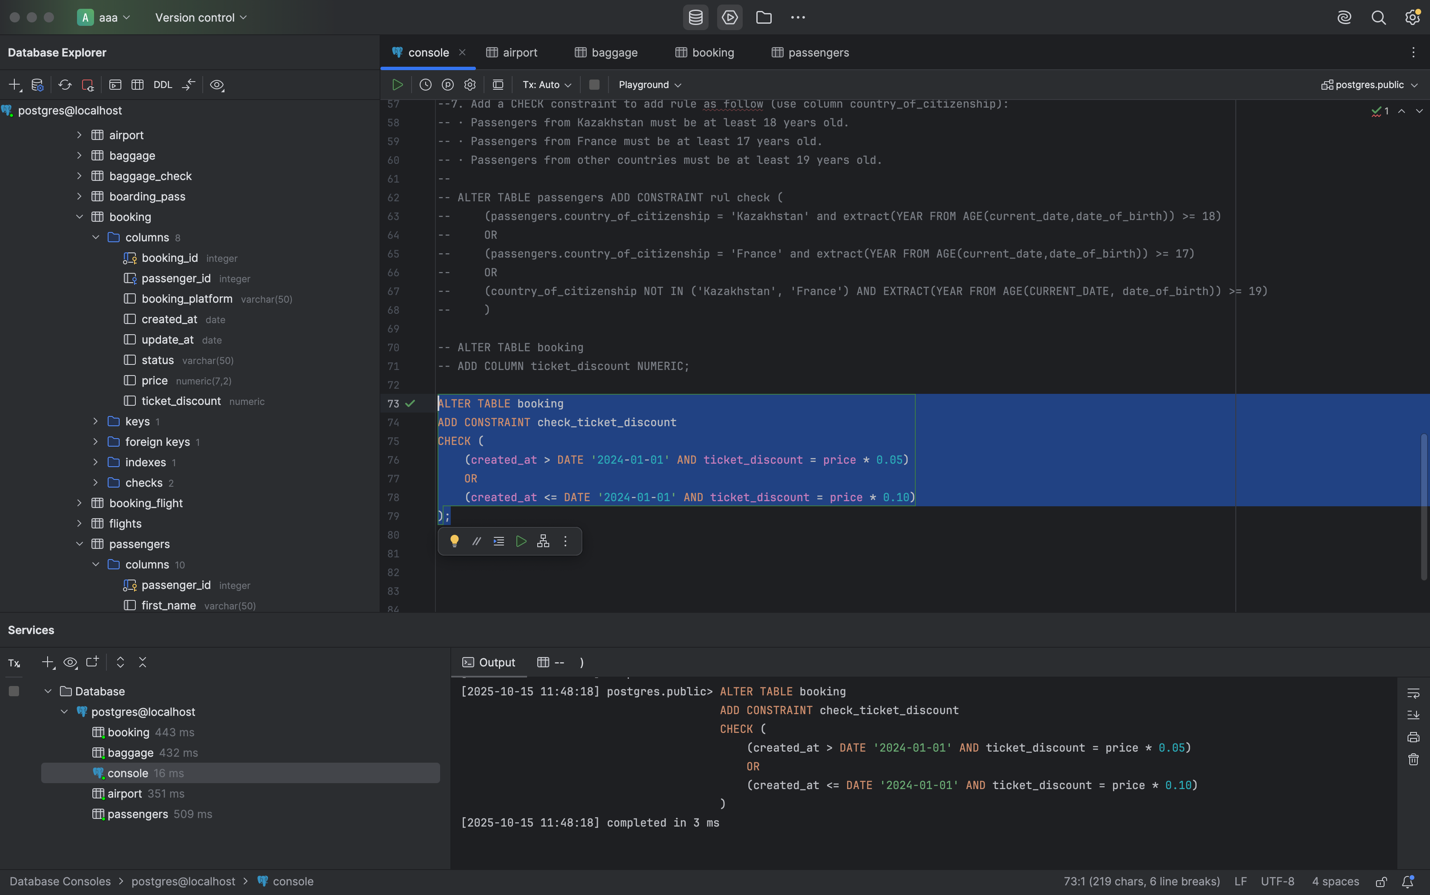 A aaa Version control
Database Explorer
console airport baggage booking passengers
DDL
Tx: Auto Playground postgres.public
postgres@localhost
airport
baggage
baggage_check
boarding_pass
booking
columns 8
booking_id integer
passenger_id integer
booking_platform varchar(50)
created_at date
update_at date
status varchar(50)
price numeric(7,2)
ticket_discount numeric
keys 1
foreign keys 1
indexes 1
checks 2
booking_flight
flights
passengers
columns 10
passenger_id integer
first_name varchar(50)
1
57 --7. Add a CHECK constraint to add rule as follow (use column country_of_citizenship):
58 -- · Passengers from Kazakhstan must be at least 18 years old.
59 -- · Passengers from France must be at least 17 years old.
60 -- · Passengers from other countries must be at least 19 years old.
61 --
62 -- ALTER TABLE passengers ADD CONSTRAINT rul check (
63 --     (passengers.country_of_citizenship = 'Kazakhstan' and extract(YEAR FROM AGE(current_date,date_of_birth)) >= 18)
64 --     OR
65 --     (passengers.country_of_citizenship = 'France' and extract(YEAR FROM AGE(current_date,date_of_birth)) >= 17)
66 --     OR
67 --     (country_of_citizenship NOT IN ('Kazakhstan', 'France') AND EXTRACT(YEAR FROM AGE(CURRENT_DATE, date_of_birth)) >= 19)
68 --     )
69
70 -- ALTER TABLE booking
71 -- ADD COLUMN ticket_discount NUMERIC;
72
73 ALTER TABLE booking
74 ADD CONSTRAINT check_ticket_discount
75 CHECK (
76     (created_at > DATE '2024-01-01' AND ticket_discount = price * 0.05)
77     OR
78     (created_at <= DATE '2024-01-01' AND ticket_discount = price * 0.10)
79 );
80
81
82
83
84
Services
Tx
Database
postgres@localhost
booking 443 ms
baggage 432 ms
console 16 ms
airport 351 ms
passengers 509 ms
Output -- )
[2025-10-15 11:48:18] postgres.public> ALTER TABLE booking
ADD CONSTRAINT check_ticket_discount
CHECK (
(created_at > DATE '2024-01-01' AND ticket_discount = price * 0.05)
OR
(created_at <= DATE '2024-01-01' AND ticket_discount = price * 0.10)
)
[2025-10-15 11:48:18] completed in 3 ms
Database Consoles > postgres@localhost > console
73:1 (219 chars, 6 line breaks) LF UTF-8 4 spaces